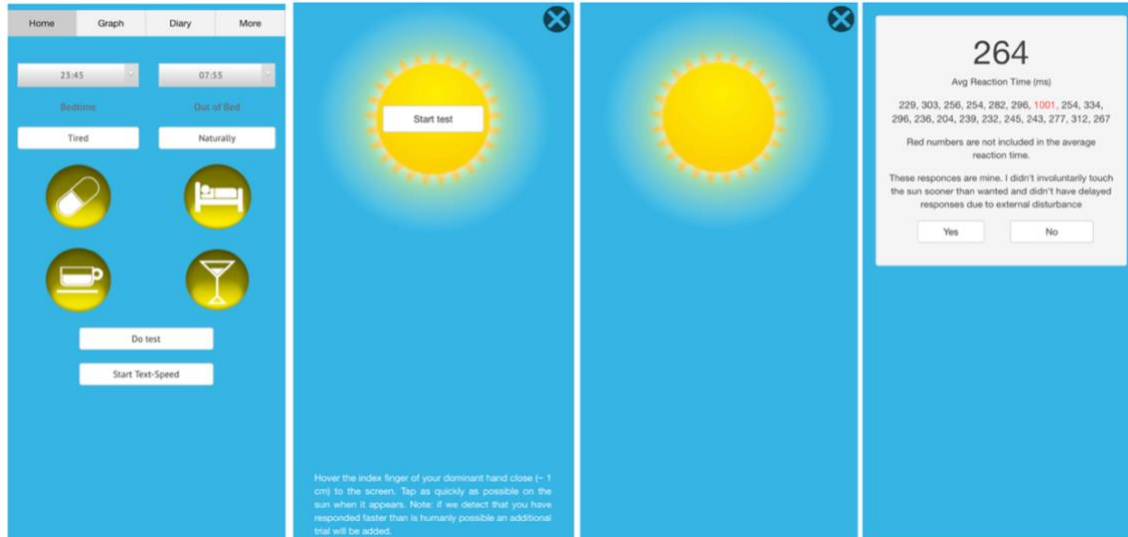 Home Graph Diary More
23:45 07:55
Bedtime Out of Bed
Tired Naturally
Do test
Start Text-Speed
Start test
Hover the index finger of your dominant hand close (~ 1
cm) to the screen. Tap as quickly as possible on the
sun when it appears. Note: if we detect that you have
responded faster than is humanly possible an additional
trial will be added.
264
Avg Reaction Time (ms)
229, 303, 256, 254, 282, 296, 1001, 254, 334,
296, 236, 204, 239, 232, 245, 243, 277, 312, 267
Red numbers are not included in the average
reaction time.
These responces are mine. I didn't involuntarily touch
the sun sooner than wanted and didn't have delayed
responses due to external disturbance
Yes No